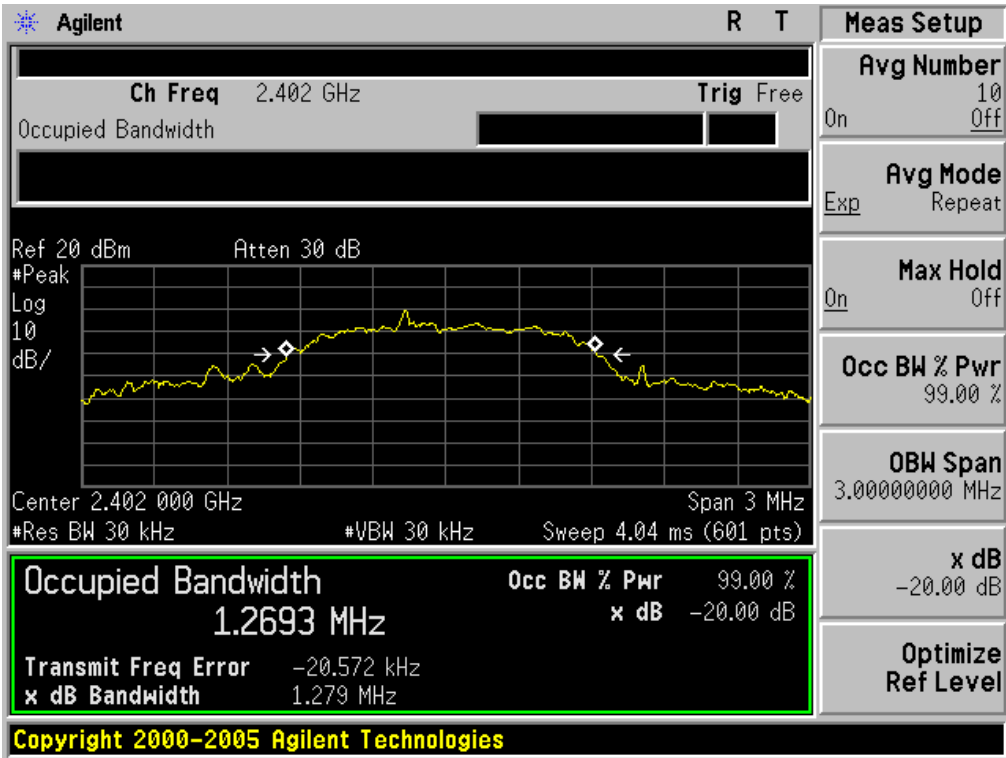 Agilent R T
Meas Setup
Ch Freq 2.402 GHz Trig Free
Occupied Bandwidth
Avg Number
10
On Off
Avg Mode
Exp Repeat
Max Hold
On Off
Occ BW % Pwr
99.00 %
OBW Span
3.00000000 MHz
x dB
-20.00 dB
Optimize
Ref Level
Ref 20 dBm Atten 30 dB
#Peak
Log
10
dB/
Center 2.402 000 GHz Span 3 MHz
#Res BW 30 kHz #VBW 30 kHz Sweep 4.04 ms (601 pts)
Occupied Bandwidth
1.2693 MHz
Occ BW % Pwr 99.00 %
x dB -20.00 dB
Transmit Freq Error -20.572 kHz
x dB Bandwidth 1.279 MHz
Copyright 2000-2005 Agilent Technologies